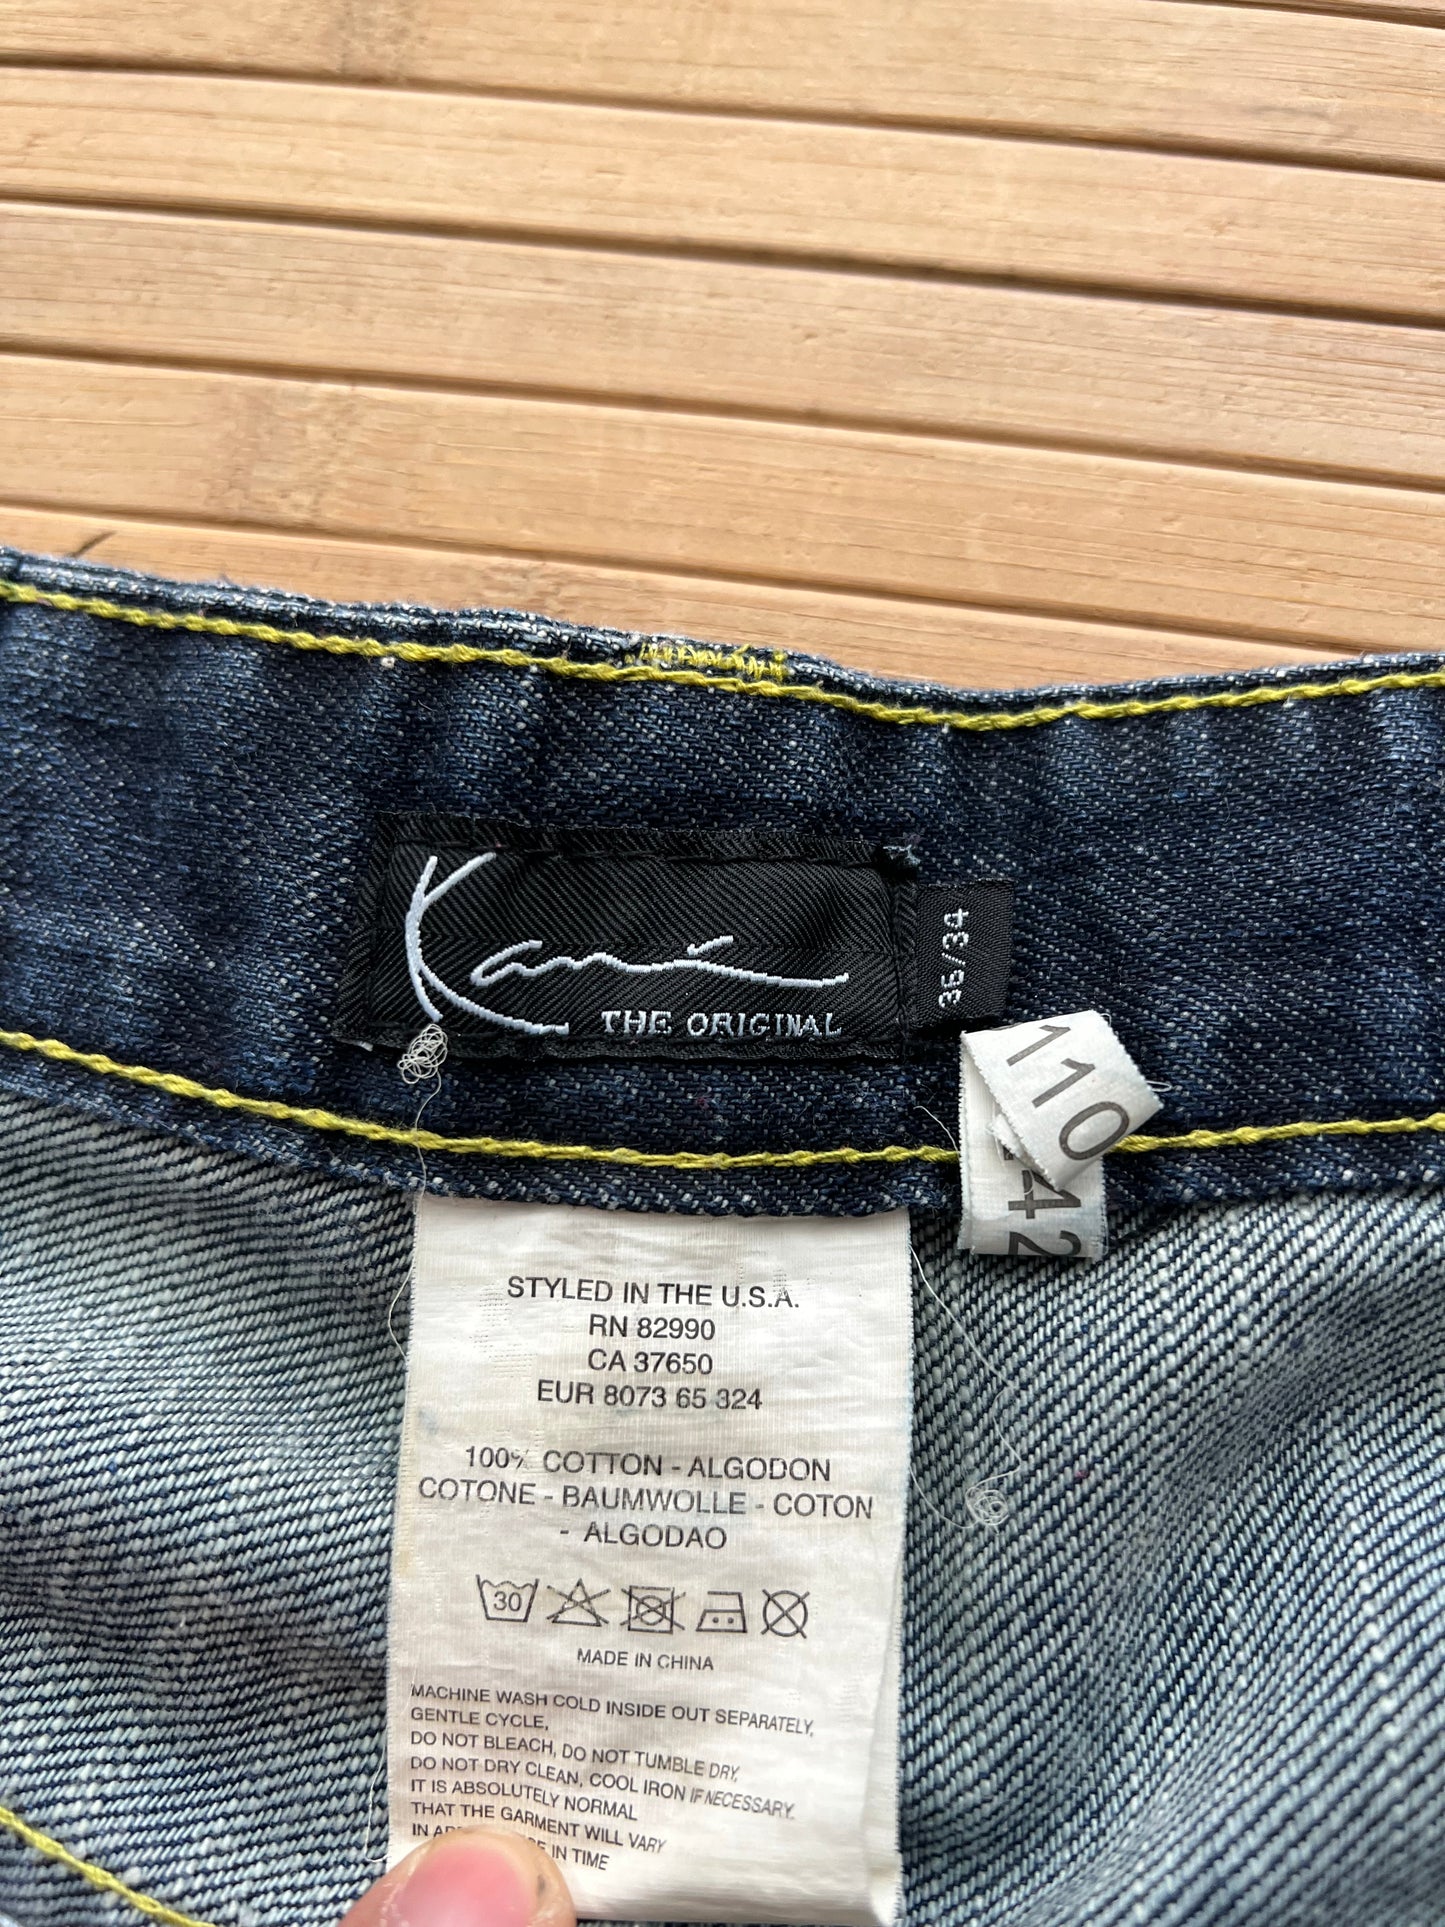 Kani
THE ORIGINAL
36/34
110
42
STYLED IN THE U.S.A.
RN 82990
CA 37650
EUR 8073 65 324
100% COTTON - ALGODON
COTONE - BAUMWOLLE - COTON
- ALGODAO
30
MADE IN CHINA
MACHINE WASH COLD INSIDE OUT SEPARATELY,
GENTLE CYCLE,
DO NOT BLEACH, DO NOT TUMBLE DRY,
DO NOT DRY CLEAN, COOL IRON IF NECESSARY.
IT IS ABSOLUTELY NORMAL
THAT THE GARMENT WILL VARY
IN TIME